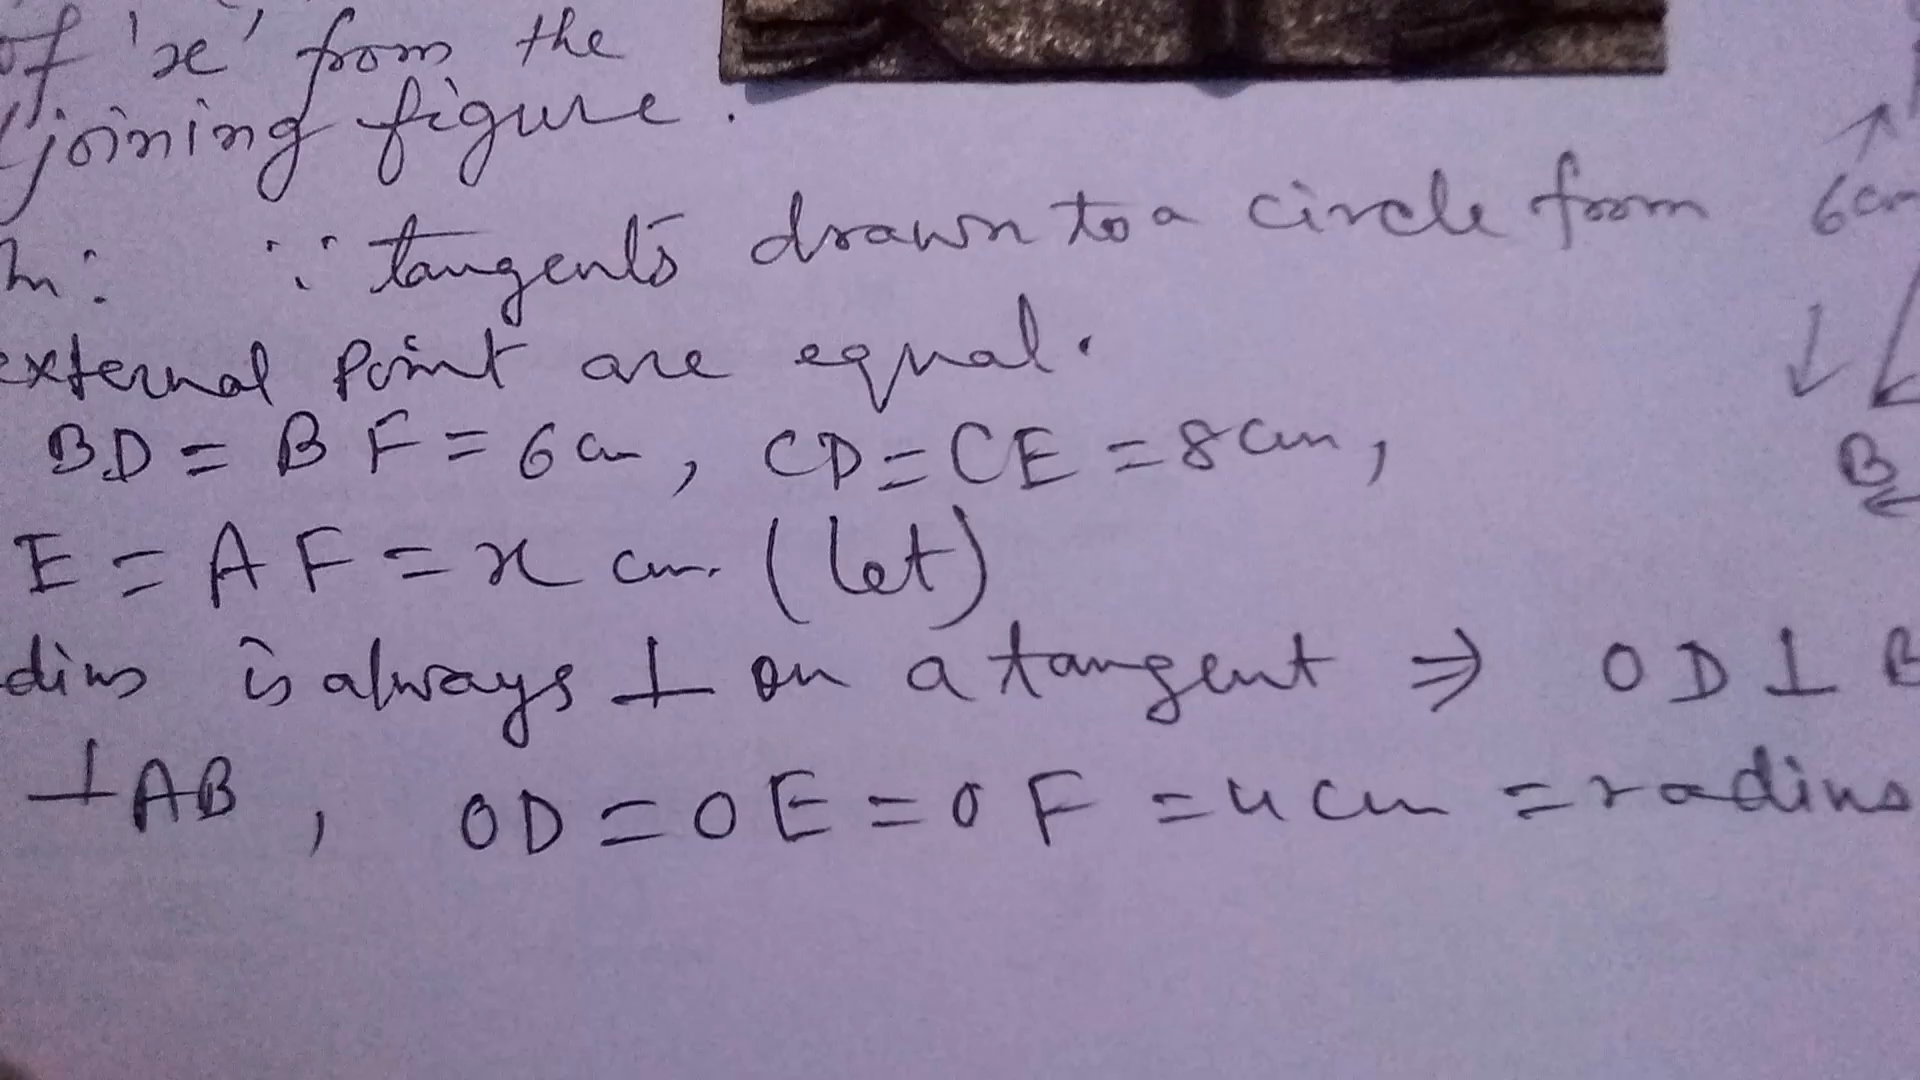 of 'x' from the
joining figure.
∵ tangents drawn to a circle from
external point are equal.
BD = BF = 6 cm, CD = CE = 8 cm,
E = AF = x cm. (let)
dius is always ⊥ on a tangent ⇒ OD ⊥ B
⊥ AB, OD = OE = OF = 4 cm = radius
6cm
B